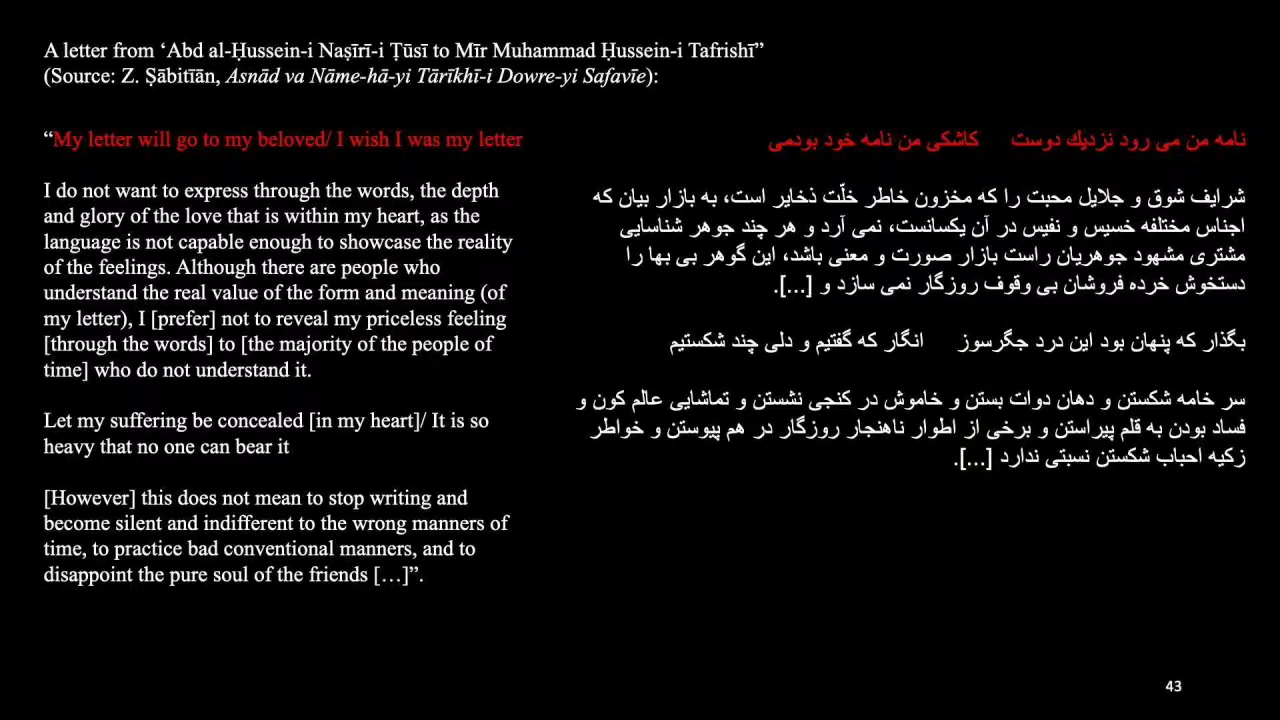 A letter from ‘Abd al-Ḥussein-i Naṣīrī-i Ṭūsī to Mīr Muhammad Ḥussein-i Tafrishī”
(Source: Z. Ṣābitīān, Asnād va Nāme-hā-yi Tārīkhī-i Dowre-yi Safavīe):
“My letter will go to my beloved/ I wish I was my letter
I do not want to express through the words, the depth
and glory of the love that is within my heart, as the
language is not capable enough to showcase the reality
of the feelings. Although there are people who
understand the real value of the form and meaning (of
my letter), I [prefer] not to reveal my priceless feeling
[through the words] to [the majority of the people of
time] who do not understand it.
Let my suffering be concealed [in my heart]/ It is so
heavy that no one can bear it
[However] this does not mean to stop writing and
become silent and indifferent to the wrong manners of
time, to practice bad conventional manners, and to
disappoint the pure soul of the friends […]”.
نامه من می رود نزدیك دوست كاشكی من نامه خود بودمی
شرایف شوق و جلایل محبت را که مخزون خاطر خلّت ذخایر است، به بازار بیان که
اجناس مختلفه خسیس و نفیس در آن یکسانست، نمی آرد و هر چند جوهر شناسایی
مشتری مشهود جوهریان راست بازار صورت و معنی باشد، این گوهر بی بها را
دستخوش خرده فروشان بی وقوف روزگار نمی سازد و [...].
بگذار که پنهان بود این درد جگرسوز انگار که گفتیم و دلی چند شکستیم
سر خامه شکستن و دهان دوات بستن و خاموش در کنجی نشستن و تماشایی عالم کون و
فساد بودن به قلم پیراستن و برخی از اطوار ناهنجار روزگار در هم پیوستن و خواطر
زکیه احباب شکستن نسبتی ندارد [...].
43